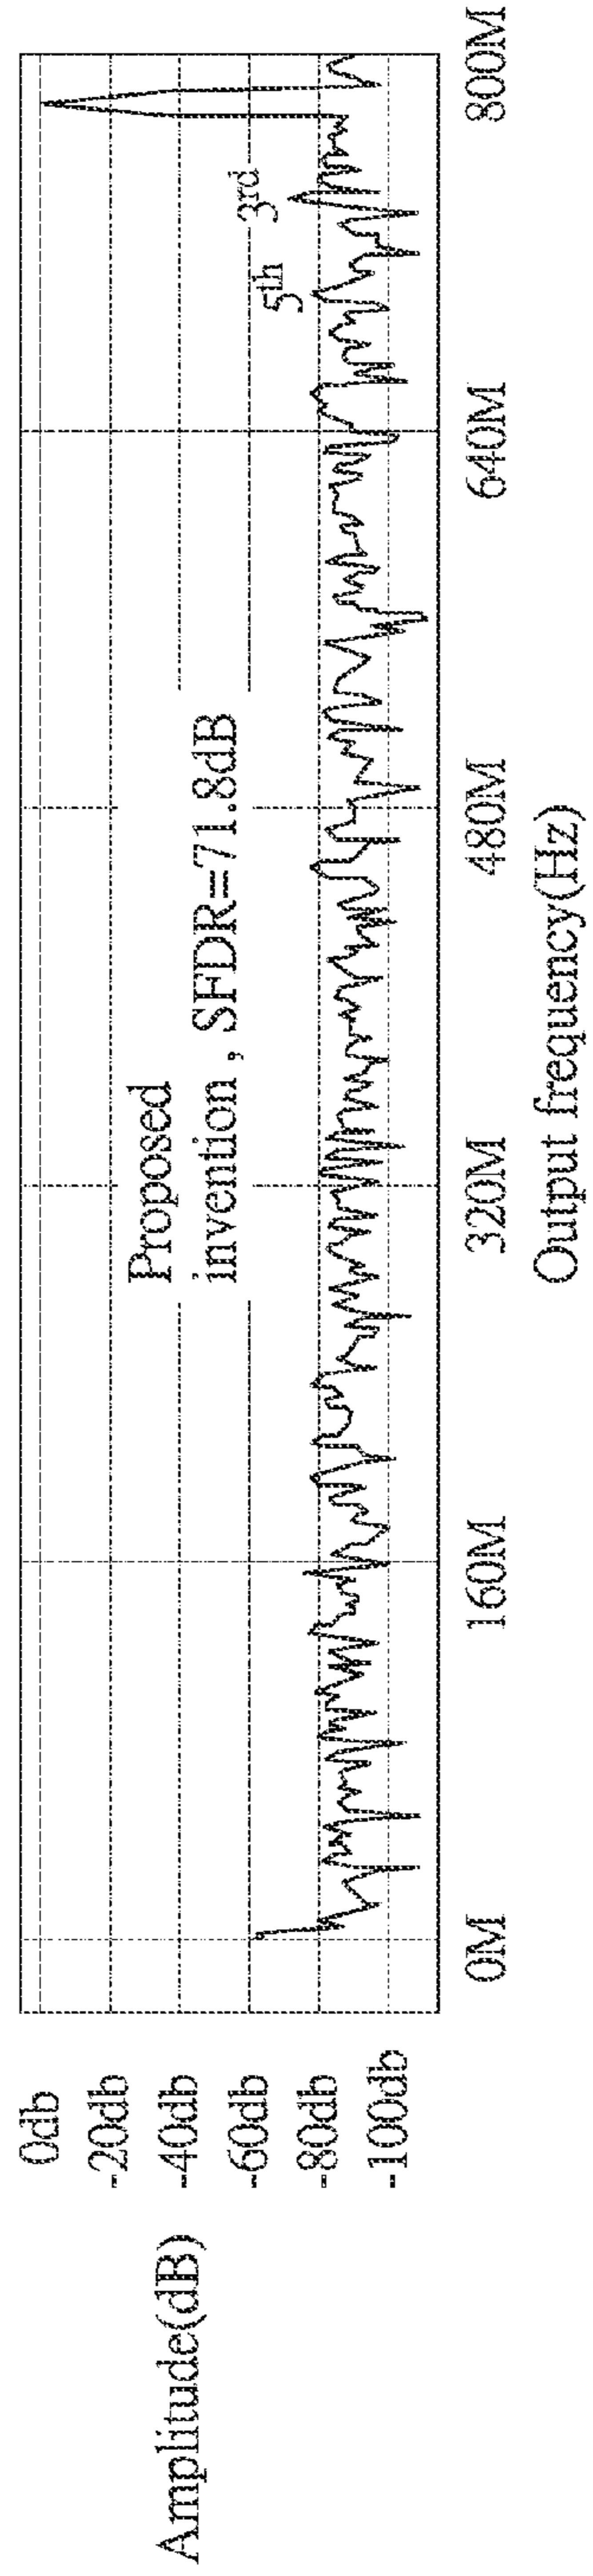 Amplitude(dB)
0db
-20db
-40db
-60db
-80db
-100db
Proposed
invention , SFDR=71.8dB
5th
3rd
0M
160M
320M
480M
640M
800M
Output frequency(Hz)